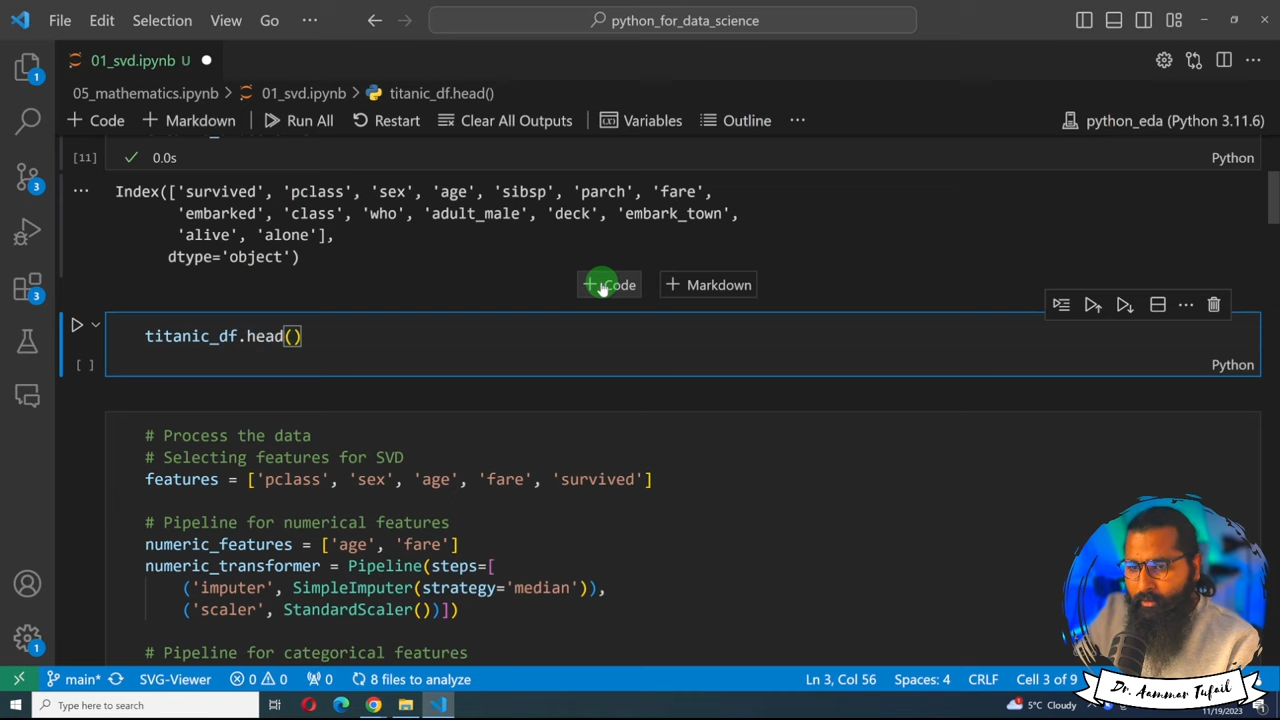 File Edit Selection View Go ··· python_for_data_science
01_svd.ipynb U
05_mathematics.ipynb > 01_svd.ipynb > titanic_df.head()
+ Code + Markdown Run All Restart Clear All Outputs Variables Outline ··· python_eda (Python 3.11.6)
[11] 0.0s Python
··· Index(['survived', 'pclass', 'sex', 'age', 'sibsp', 'parch', 'fare',
'embarked', 'class', 'who', 'adult_male', 'deck', 'embark_town',
'alive', 'alone'],
dtype='object')
+ Code + Markdown
titanic_df.head()
[ ] Python
# Process the data
# Selecting features for SVD
features = ['pclass', 'sex', 'age', 'fare', 'survived']
# Pipeline for numerical features
numeric_features = ['age', 'fare']
numeric_transformer = Pipeline(steps=[
('imputer', SimpleImputer(strategy='median')),
('scaler', StandardScaler())])
# Pipeline for categorical features
1
3
3
1
main* SVG-Viewer 0 0 0 8 files to analyze Ln 3, Col 56 Spaces: 4 CRLF Cell 3 of 9
Dr. Aammar Tufail
Type here to search 5°C Cloudy 11/19/2023